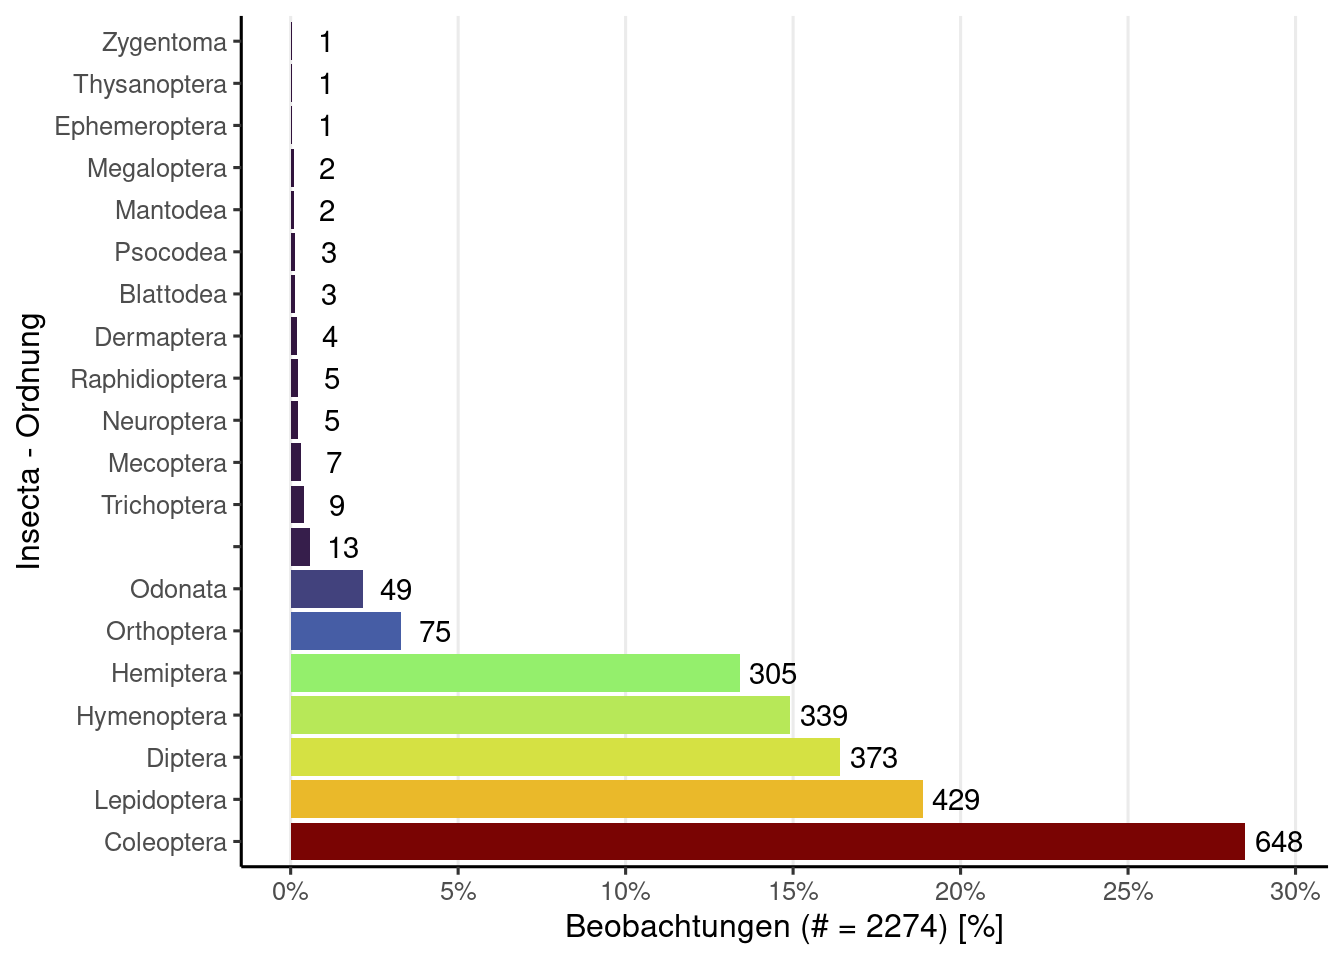 Insecta - Ordnung
Zygentoma 1
Thysanoptera 1
Ephemeroptera 1
Megaloptera 2
Mantodea 2
Psocodea 3
Blattodea 3
Dermaptera 4
Raphidioptera 5
Neuroptera 5
Mecoptera 7
Trichoptera 9
13
Odonata 49
Orthoptera 75
Hemiptera 305
Hymenoptera 339
Diptera 373
Lepidoptera 429
Coleoptera 648
0% 5% 10% 15% 20% 25% 30%
Beobachtungen (# = 2274) [%]